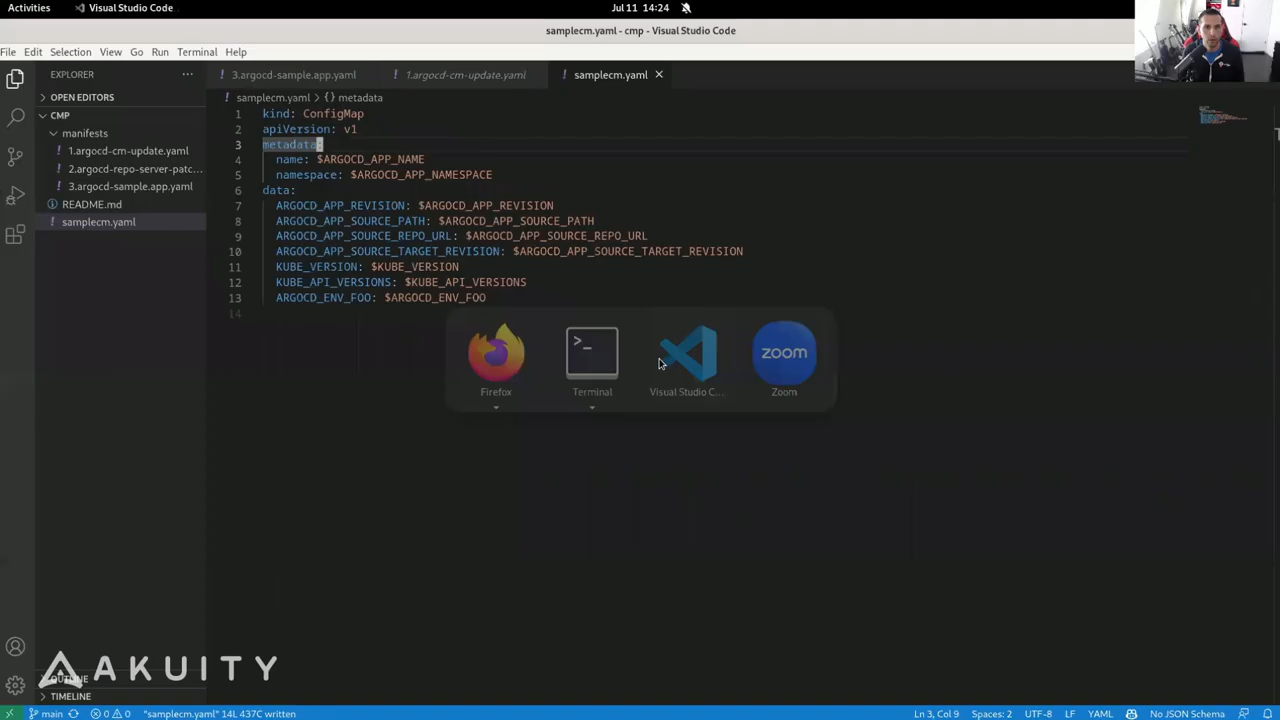 Activities
Visual Studio Code
Jul 11 14:24
samplecm.yaml - cmp - Visual Studio Code
File Edit Selection View Go Run Terminal Help
EXPLORER
OPEN EDITORS
CMP
manifests
1.argocd-cm-update.yaml
2.argocd-repo-server-patc...
3.argocd-sample.app.yaml
README.md
samplecm.yaml
OUTLINE
TIMELINE
3.argocd-sample.app.yaml
1.argocd-cm-update.yaml
samplecm.yaml
samplecm.yaml > {} metadata
1 kind: ConfigMap
2 apiVersion: v1
3 metadata:
4 name: $ARGOCD_APP_NAME
5 namespace: $ARGOCD_APP_NAMESPACE
6 data:
7 ARGOCD_APP_REVISION: $ARGOCD_APP_REVISION
8 ARGOCD_APP_SOURCE_PATH: $ARGOCD_APP_SOURCE_PATH
9 ARGOCD_APP_SOURCE_REPO_URL: $ARGOCD_APP_SOURCE_REPO_URL
10 ARGOCD_APP_SOURCE_TARGET_REVISION: $ARGOCD_APP_SOURCE_TARGET_REVISION
11 KUBE_VERSION: $KUBE_VERSION
12 KUBE_API_VERSIONS: $KUBE_API_VERSIONS
13 ARGOCD_ENV_FOO: $ARGOCD_ENV_FOO
14
Firefox
Terminal
Visual Studio C...
zoom
Zoom
AKUITY
main
0 0
"samplecm.yaml" 14L 437C written
Ln 3, Col 9
Spaces: 2
UTF-8
LF
YAML
No JSON Schema